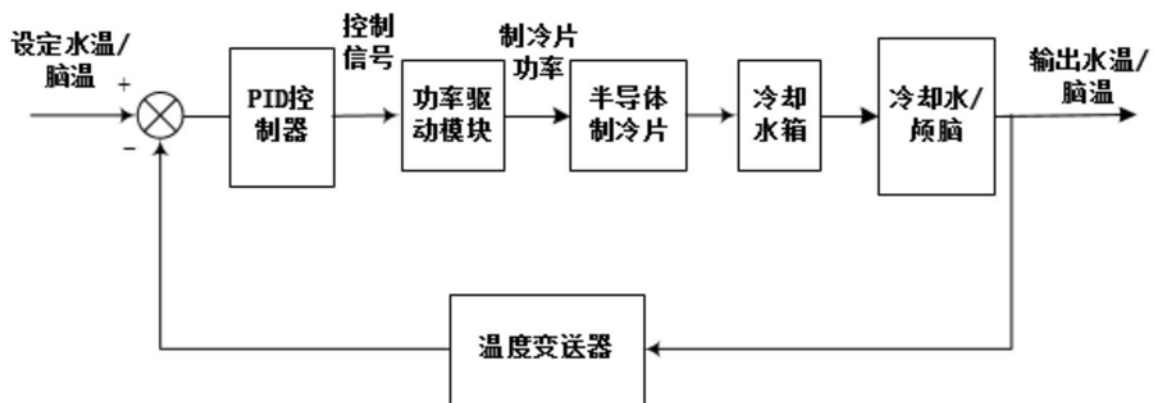 设定水温/
脑温
+
−
PID控
制器
控制
信号
功率驱
动模块
制冷片
功率
半导体
制冷片
冷却
水箱
冷却水/
颅脑
输出水温/
脑温
温度变送器